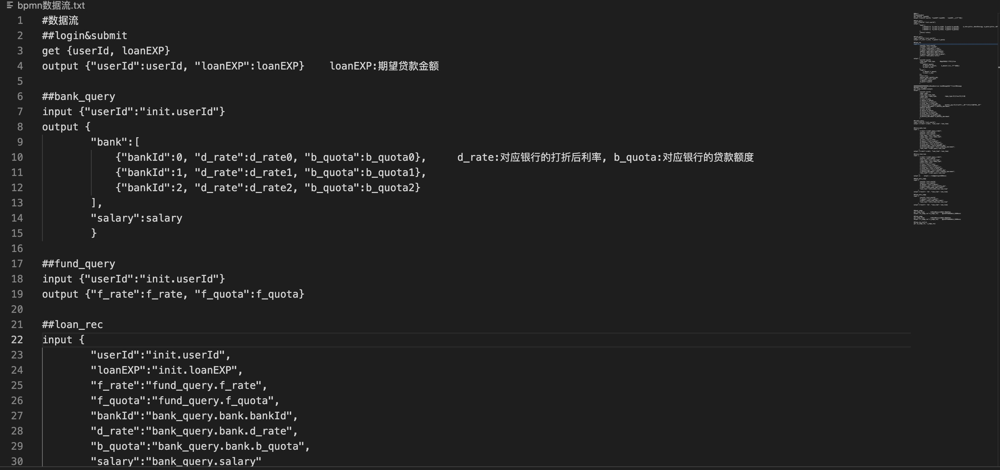 bpmn数据流.txt
1 #数据流
2 ##login&submit
3 get {userId, loanEXP}
4 output {"userId":userId, "loanEXP":loanEXP}    loanEXP:期望贷款金额
5
6 ##bank_query
7 input {"userId":"init.userId"}
8 output {
9         "bank":[
10             {"bankId":0, "d_rate":d_rate0, "b_quota":b_quota0},     d_rate:对应银行的打折后利率, b_quota:对应银行的贷款额度
11             {"bankId":1, "d_rate":d_rate1, "b_quota":b_quota1},
12             {"bankId":2, "d_rate":d_rate2, "b_quota":b_quota2}
13         ],
14         "salary":salary
15         }
16
17 ##fund_query
18 input {"userId":"init.userId"}
19 output {"f_rate":f_rate, "f_quota":f_quota}
20
21 ##loan_rec
22 input {
23         "userId":"init.userId",
24         "loanEXP":"init.loanEXP",
25         "f_rate":"fund_query.f_rate",
26         "f_quota":"fund_query.f_quota",
27         "bankId":"bank_query.bank.bankId",
28         "d_rate":"bank_query.bank.d_rate",
29         "b_quota":"bank_query.bank.b_quota",
30         "salary":"bank_query.salary"